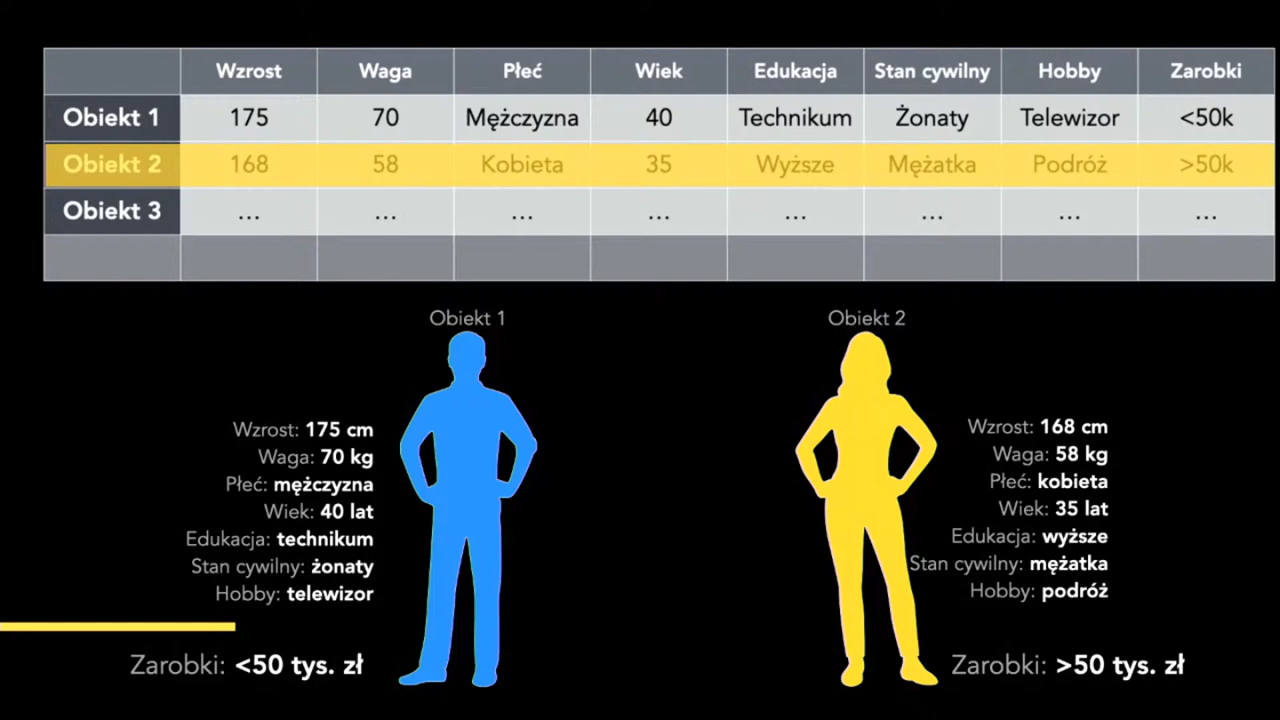 Wzrost Waga Płeć Wiek Edukacja Stan cywilny Hobby Zarobki
Obiekt 1 175 70 Mężczyzna 40 Technikum Żonaty Telewizor <50k
Obiekt 2 168 58 Kobieta 35 Wyższe Mężatka Podróż >50k
Obiekt 3 ... ... ... ... ... ... ... ...
Obiekt 1
Wzrost: 175 cm
Waga: 70 kg
Płeć: mężczyzna
Wiek: 40 lat
Edukacja: technikum
Stan cywilny: żonaty
Hobby: telewizor
Zarobki: <50 tys. zł
Obiekt 2
Wzrost: 168 cm
Waga: 58 kg
Płeć: kobieta
Wiek: 35 lat
Edukacja: wyższe
Stan cywilny: mężatka
Hobby: podróż
Zarobki: >50 tys. zł